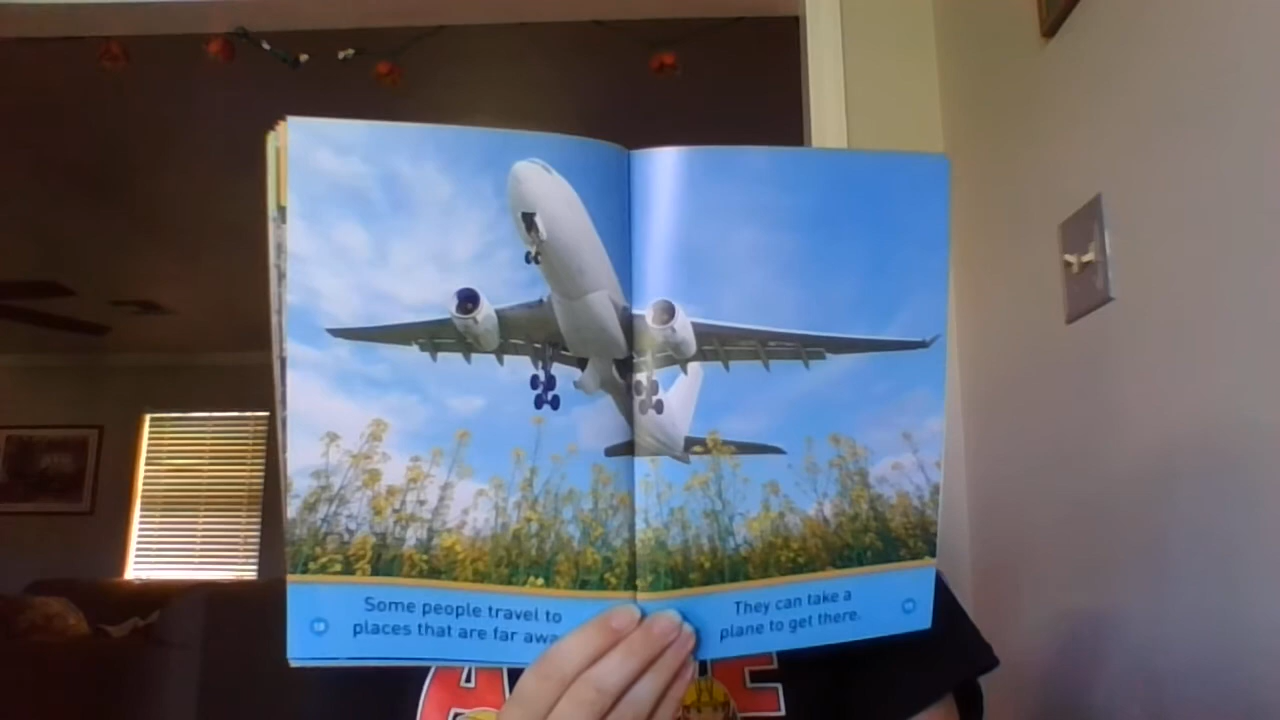 Some people travel to
places that are far
They can take a
plane to get there.